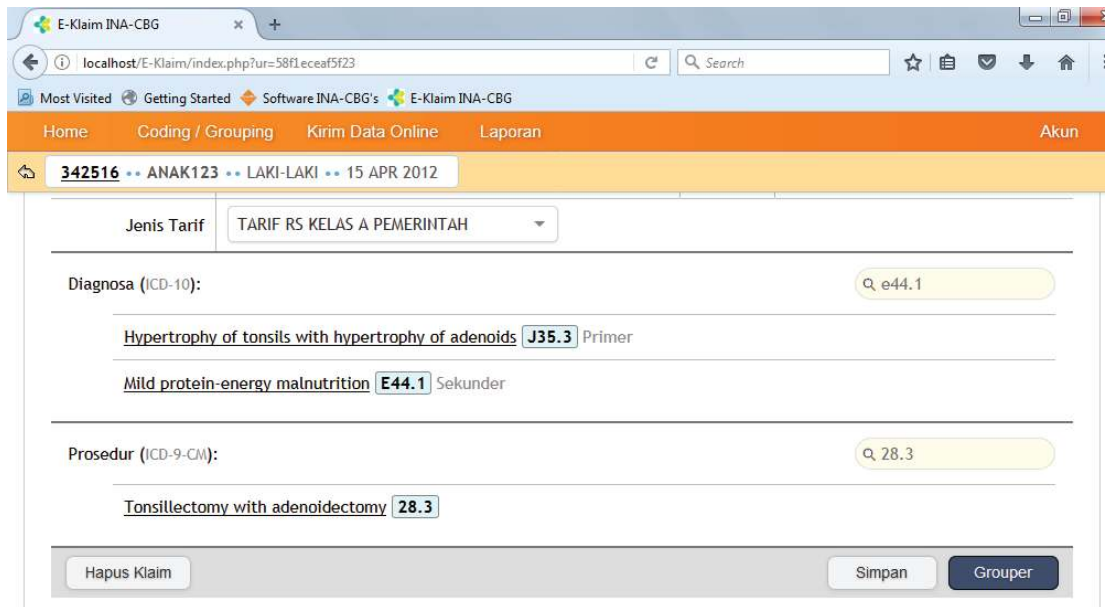 E-Klaim INA-CBG
localhost/E-Klaim/index.php?ur=58f1eceaf5f23
Search
Most Visited Getting Started Software INA-CBG's E-Klaim INA-CBG
Home Coding / Grouping Kirim Data Online Laporan Akun
342516 •• ANAK123 •• LAKI-LAKI •• 15 APR 2012
Jenis Tarif TARIF RS KELAS A PEMERINTAH
Diagnosa (ICD-10): e44.1
Hypertrophy of tonsils with hypertrophy of adenoids J35.3 Primer
Mild protein-energy malnutrition E44.1 Sekunder
Prosedur (ICD-9-CM): 28.3
Tonsillectomy with adenoidectomy 28.3
Hapus Klaim Simpan Grouper